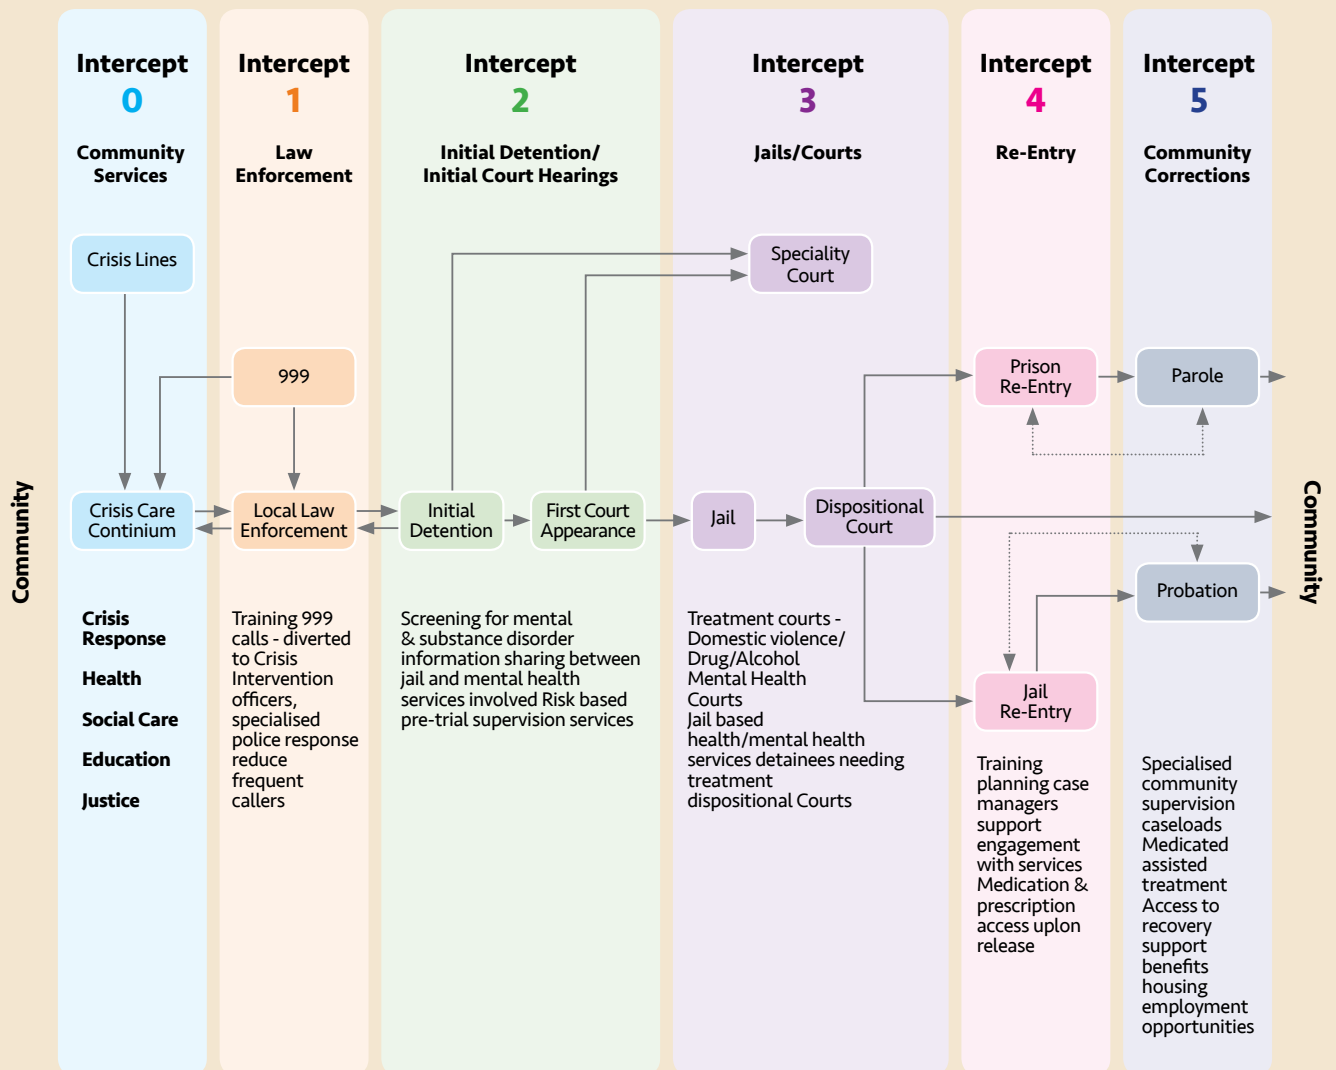 Intercept
0
Community
Services
Intercept
1
Law
Enforcement
Intercept
2
Initial Detention/
Initial Court Hearings
Intercept
3
Jails/Courts
Intercept
4
Re-Entry
Intercept
5
Community
Corrections
Crisis Lines
Speciality
Court
999
Prison
Re-Entry
Parole
Community
Crisis Care
Continium
Local Law
Enforcement
Initial
Detention
First Court
Appearance
Jail
Dispositional
Court
Probation
Community
Jail
Re-Entry
Crisis
Response
Health
Social Care
Education
Justice
Training 999
calls - diverted
to Crisis
Intervention
officers,
specialised
police response
reduce
frequent
callers
Screening for mental
& substance disorder
information sharing between
jail and mental health
services involved Risk based
pre-trial supervision services
Treatment courts -
Domestic violence/
Drug/Alcohol
Mental Health
Courts
Jail based
health/mental health
services detainees needing
treatment
dispositional Courts
Training
planning case
managers
support
engagement
with services
Medication &
prescription
access uplon
release
Specialised
community
supervision
caseloads
Medicated
assisted
treatment
Access to
recovery
support
benefits
housing
employment
opportunities